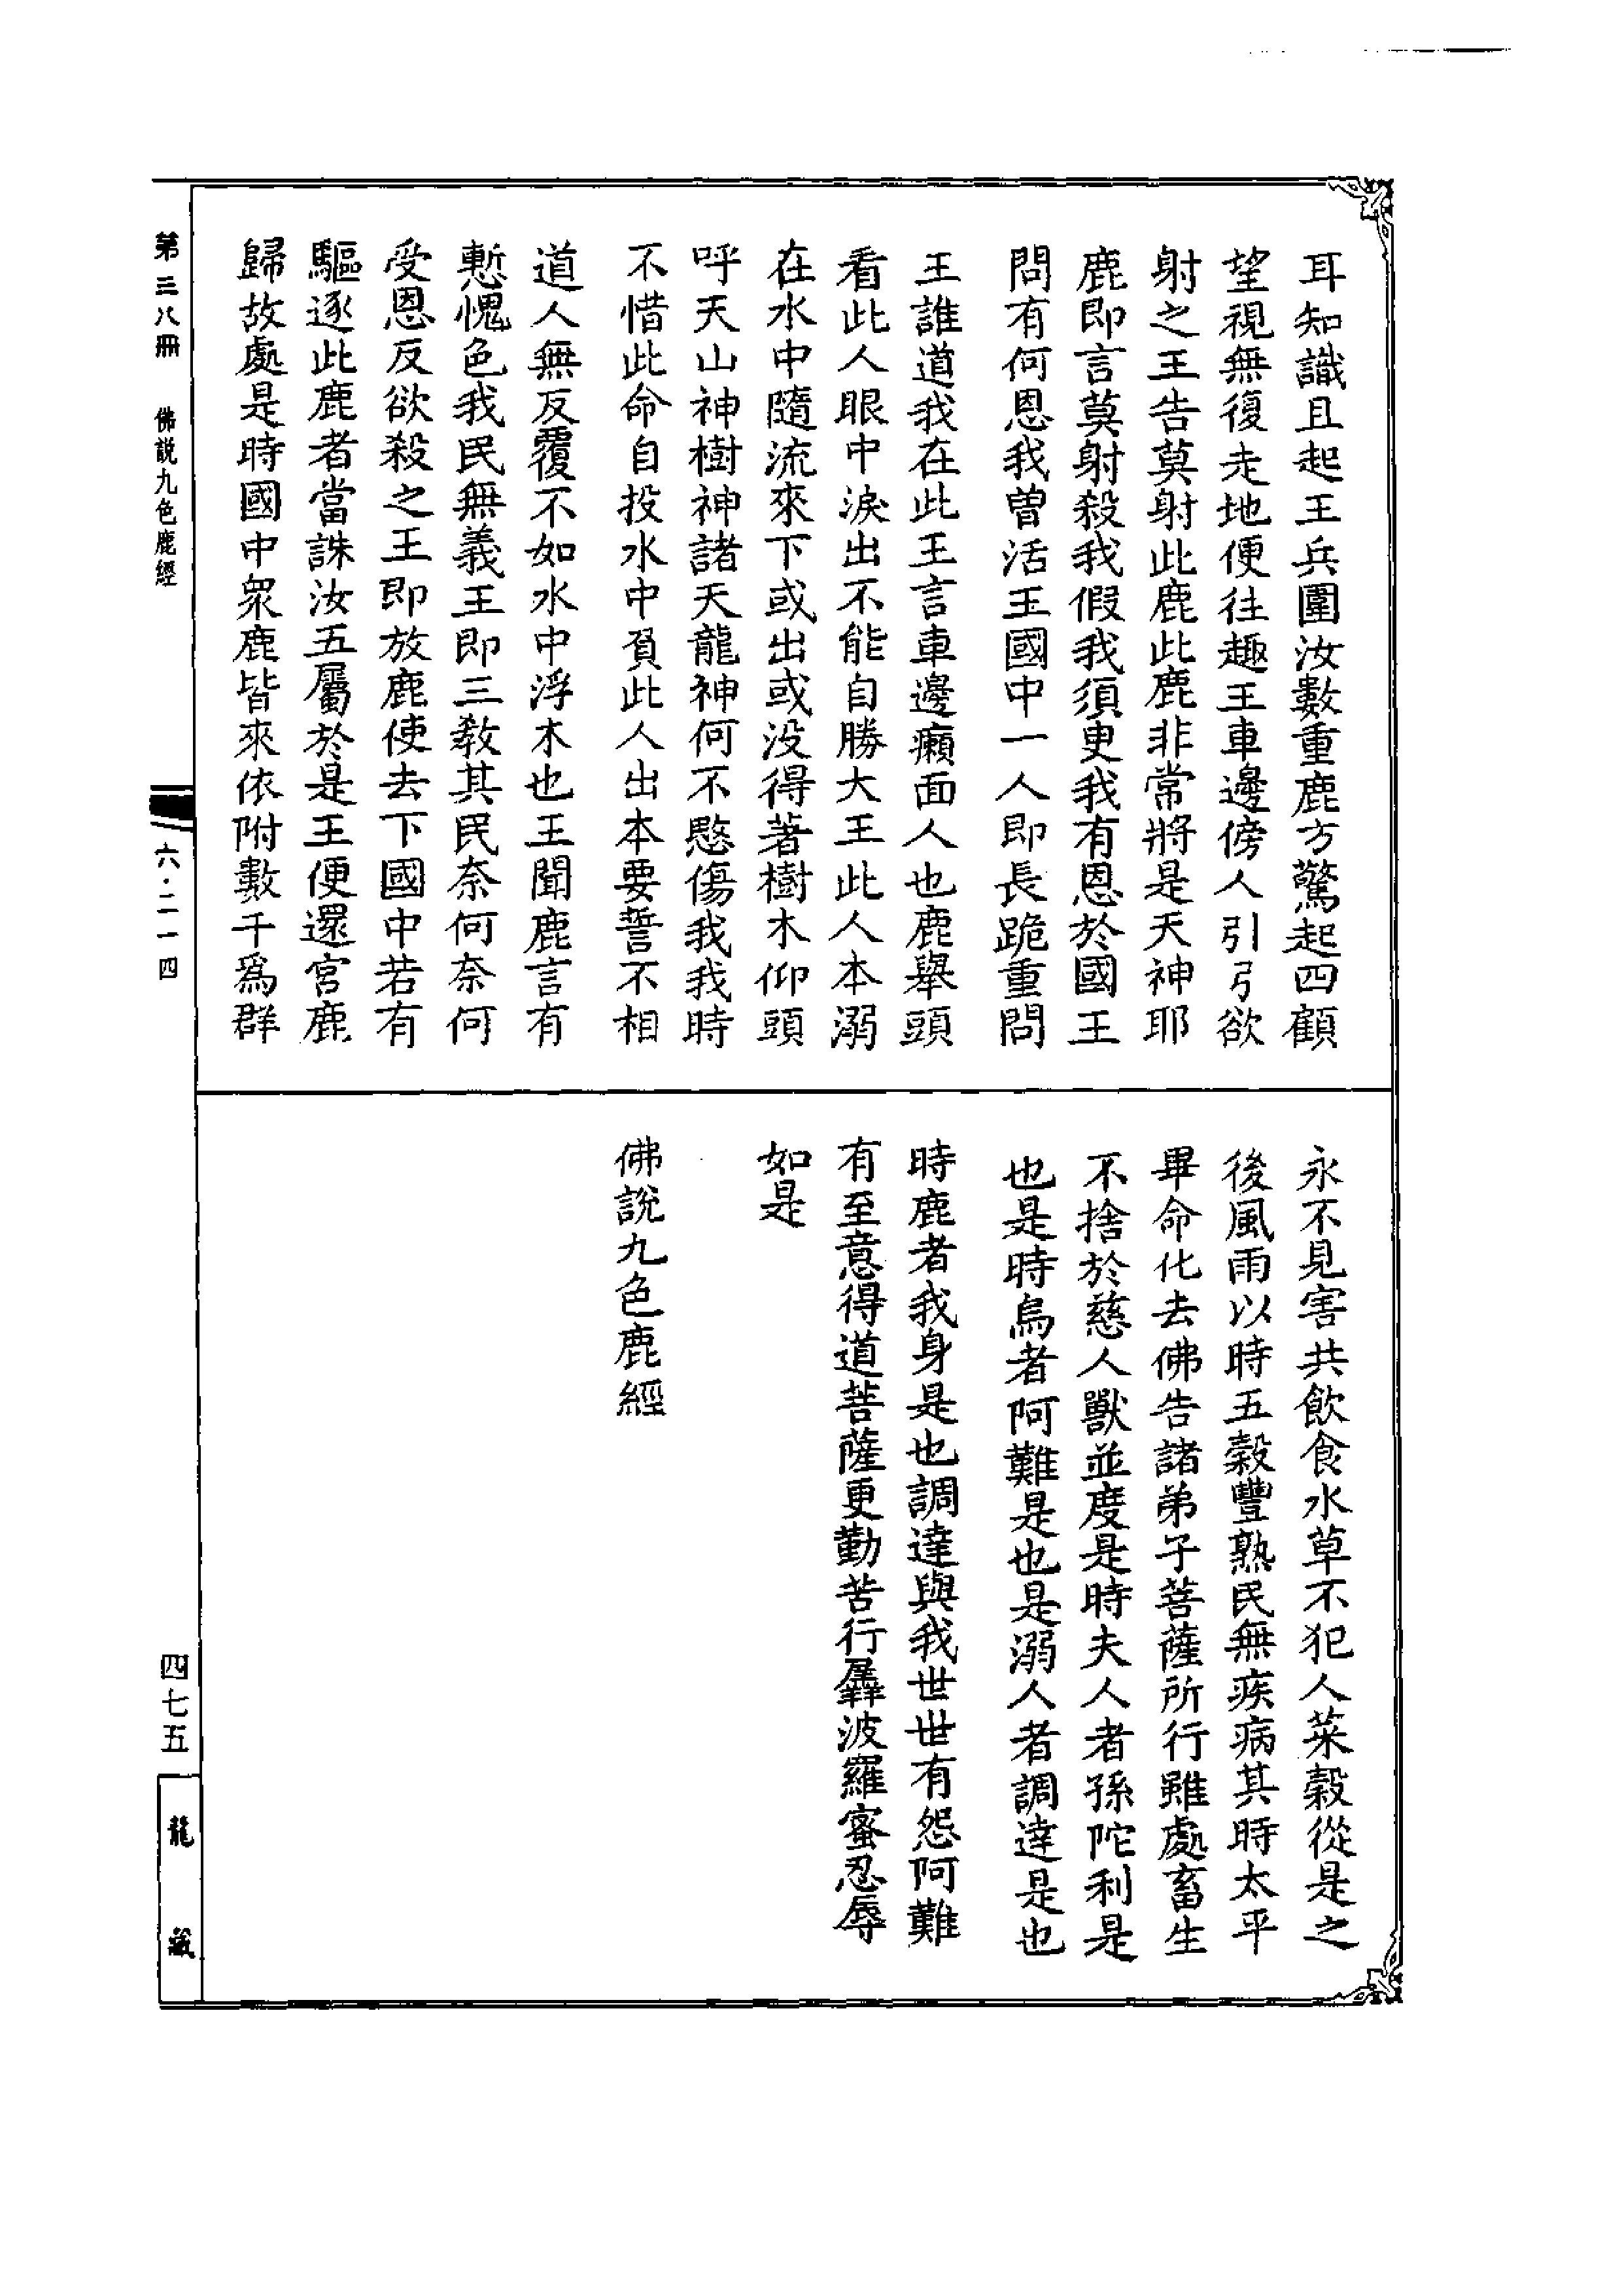 耳知識且起王兵圍汝數重鹿方驚起四顧
望視無復走地便往趣王車邊傍人引弓欲
射之王告莫射此鹿此鹿非常將是天神耶
鹿即言莫射殺我假我須更我有恩於國王
問有何恩我曾活王國中一人即長跪重問
王誰道我在此王言車邊癩面人也鹿舉頭
看此人眼中淚出不能自勝大王此人本溺
在水中隨流來下或出或没得著樹木仰頭
呼天山神樹神諸天龍神何不愍傷我我時
不惜此命自投水中負此人出本要誓不相
道人無反覆不如水中浮木也王聞鹿言有
慙愧色我民無義王即三教其民奈何奈何
受恩反欲殺之王即放鹿使去下國中若有
驅逐此鹿者當誅汝五屬於是王便還宮鹿
歸故處是時國中眾鹿皆來依附數千爲群
永不見害共飲食水草不犯人菜穀從是之
後風雨以時五穀豐熟民無疾病其時太平
畢命化去佛告諸弟子菩薩所行雖處畜生
不捨於慈人獸並度是時夫人者孫陀利是
也是時烏者阿難是也是溺人者調達是也
時鹿者我身是也調達與我世世有怨阿難
有至意得道菩薩更勤苦行羼波羅蜜忍辱
如是
佛說九色鹿經
第三八冊 佛説九色鹿經
六·二一四
四七五
龍藏